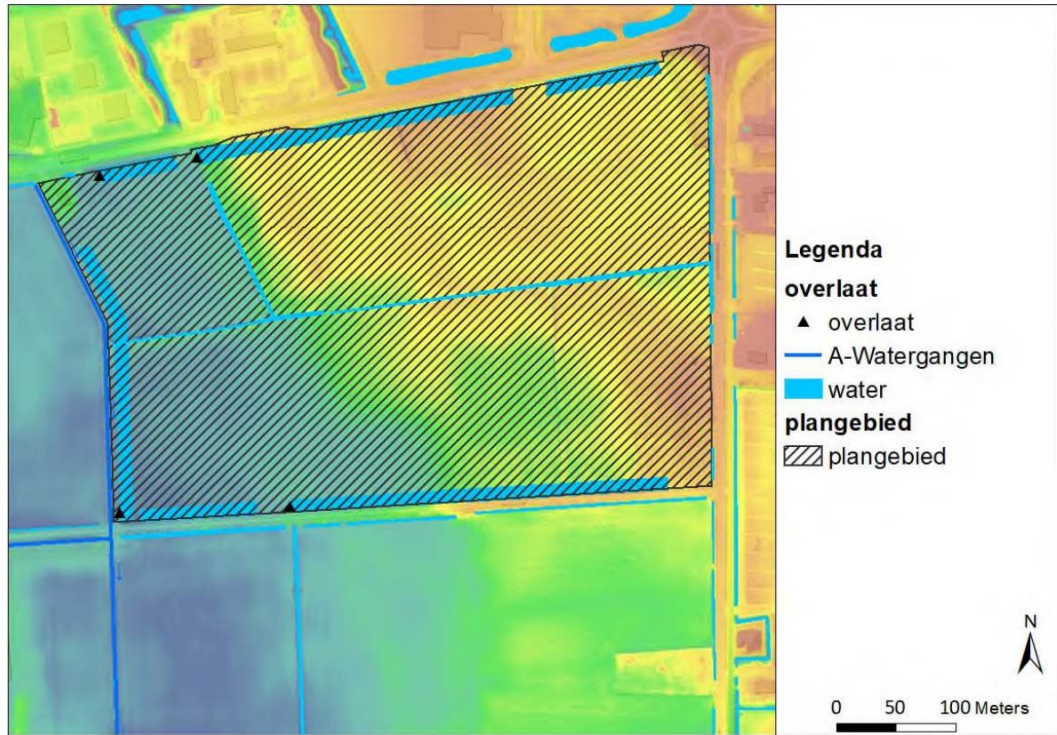 Legenda
overlaat
overlaat
A-Watergangen
water
plangebied
plangebied
N
0 50 100 Meters